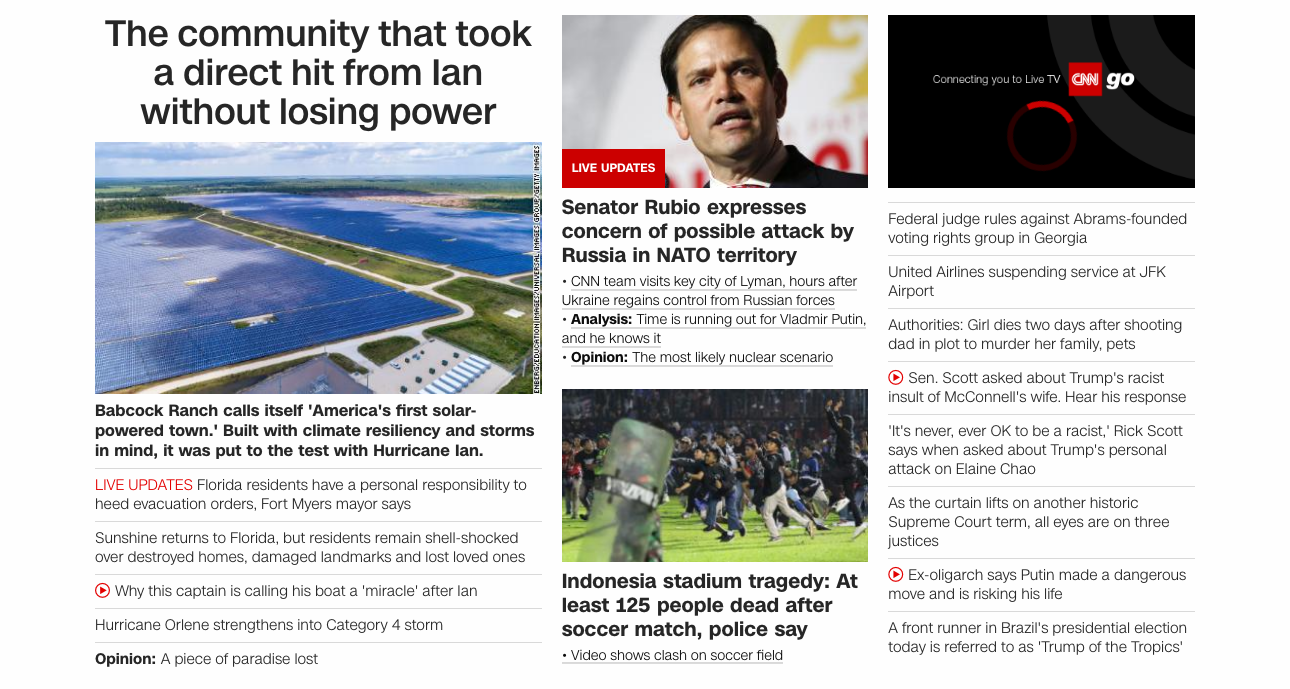 The community that took
a direct hit from Ian
without losing power
EMBERG/EDUCATION IMAGES/UNIVERSAL IMAGES GROUP/GETTY IMAGES
Babcock Ranch calls itself 'America's first solar-
powered town.' Built with climate resiliency and storms
in mind, it was put to the test with Hurricane Ian.
LIVE UPDATES Florida residents have a personal responsibility to
heed evacuation orders, Fort Myers mayor says
Sunshine returns to Florida, but residents remain shell-shocked
over destroyed homes, damaged landmarks and lost loved ones
Why this captain is calling his boat a 'miracle' after Ian
Hurricane Orlene strengthens into Category 4 storm
Opinion: A piece of paradise lost
LIVE UPDATES
Senator Rubio expresses
concern of possible attack by
Russia in NATO territory
• CNN team visits key city of Lyman, hours after
Ukraine regains control from Russian forces
• Analysis: Time is running out for Vladmir Putin,
and he knows it
• Opinion: The most likely nuclear scenario
Indonesia stadium tragedy: At
least 125 people dead after
soccer match, police say
• Video shows clash on soccer field
Connecting you to Live TV CNN go
Federal judge rules against Abrams-founded
voting rights group in Georgia
United Airlines suspending service at JFK
Airport
Authorities: Girl dies two days after shooting
dad in plot to murder her family, pets
Sen. Scott asked about Trump's racist
insult of McConnell's wife. Hear his response
'It's never, ever OK to be a racist,' Rick Scott
says when asked about Trump's personal
attack on Elaine Chao
As the curtain lifts on another historic
Supreme Court term, all eyes are on three
justices
Ex-oligarch says Putin made a dangerous
move and is risking his life
A front runner in Brazil's presidential election
today is referred to as 'Trump of the Tropics'